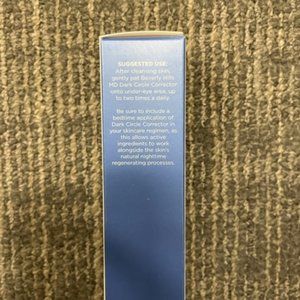 SUGGESTED USE:
After cleansing skin,
gently pat Beverly Hills
MD Dark Circle Corrector
onto under-eye area, up
to two times a daily.
Be sure to include a
bedtime application of
Dark Circle Corrector in
your skincare regimen, as
this allows active
ingredients to work
alongside the skin's
natural nighttime
regenerating processes.